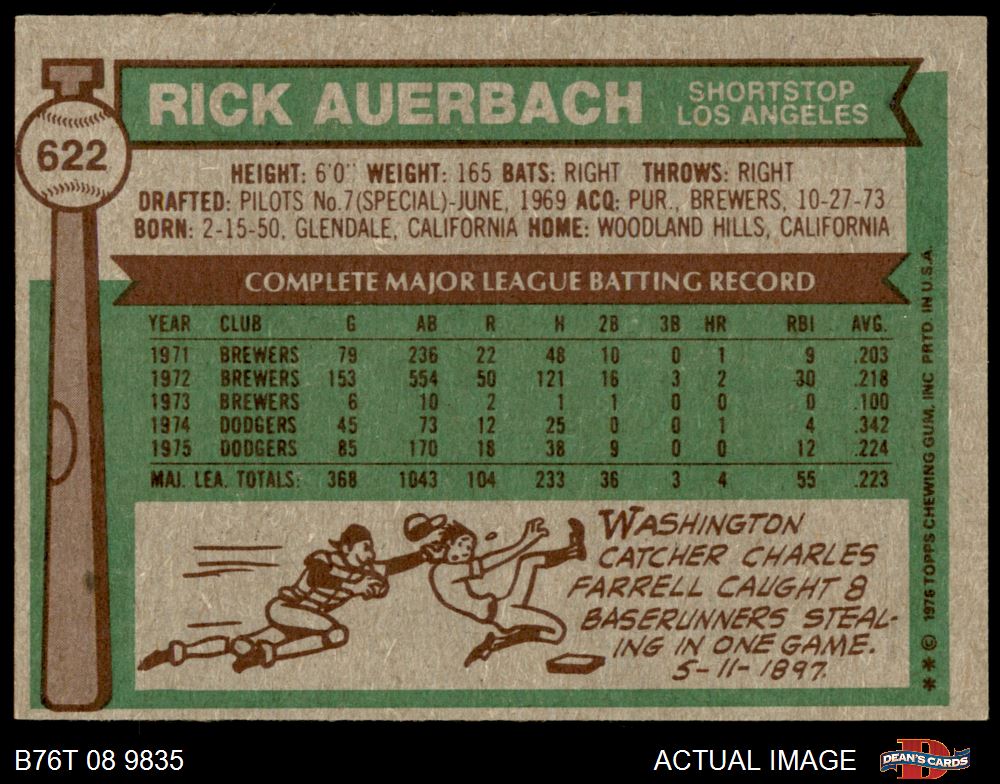 RICK AUERBACH
SHORTSTOP
LOS ANGELES
622
HEIGHT: 6'0" WEIGHT: 165 BATS: RIGHT THROWS: RIGHT
DRAFTED: PILOTS No.7(SPECIAL)-JUNE, 1969 ACQ: PUR., BREWERS, 10-27-73
BORN: 2-15-50, GLENDALE, CALIFORNIA HOME: WOODLAND HILLS, CALIFORNIA
COMPLETE MAJOR LEAGUE BATTING RECORD
YEAR CLUB G AB R H 2B 3B HR RBI AVG.
1971 BREWERS 79 236 22 48 10 0 1 9 .203
1972 BREWERS 153 554 50 121 16 3 2 30 .218
1973 BREWERS 6 10 2 1 1 0 0 0 .100
1974 DODGERS 45 73 12 25 0 0 1 4 .342
1975 DODGERS 85 170 18 38 9 0 0 12 .224
MAJ. LEA. TOTALS: 368 1043 104 233 36 3 4 55 .223
WASHINGTON
CATCHER CHARLES
FARRELL CAUGHT 8
BASERUNNERS STEAL-
ING IN ONE GAME.
5-11-1897.
* * © 1976 TOPPS CHEWING GUM, INC PRTD. IN U.S.A.
B76T 08 9835
ACTUAL IMAGE
DEAN'S CARDS